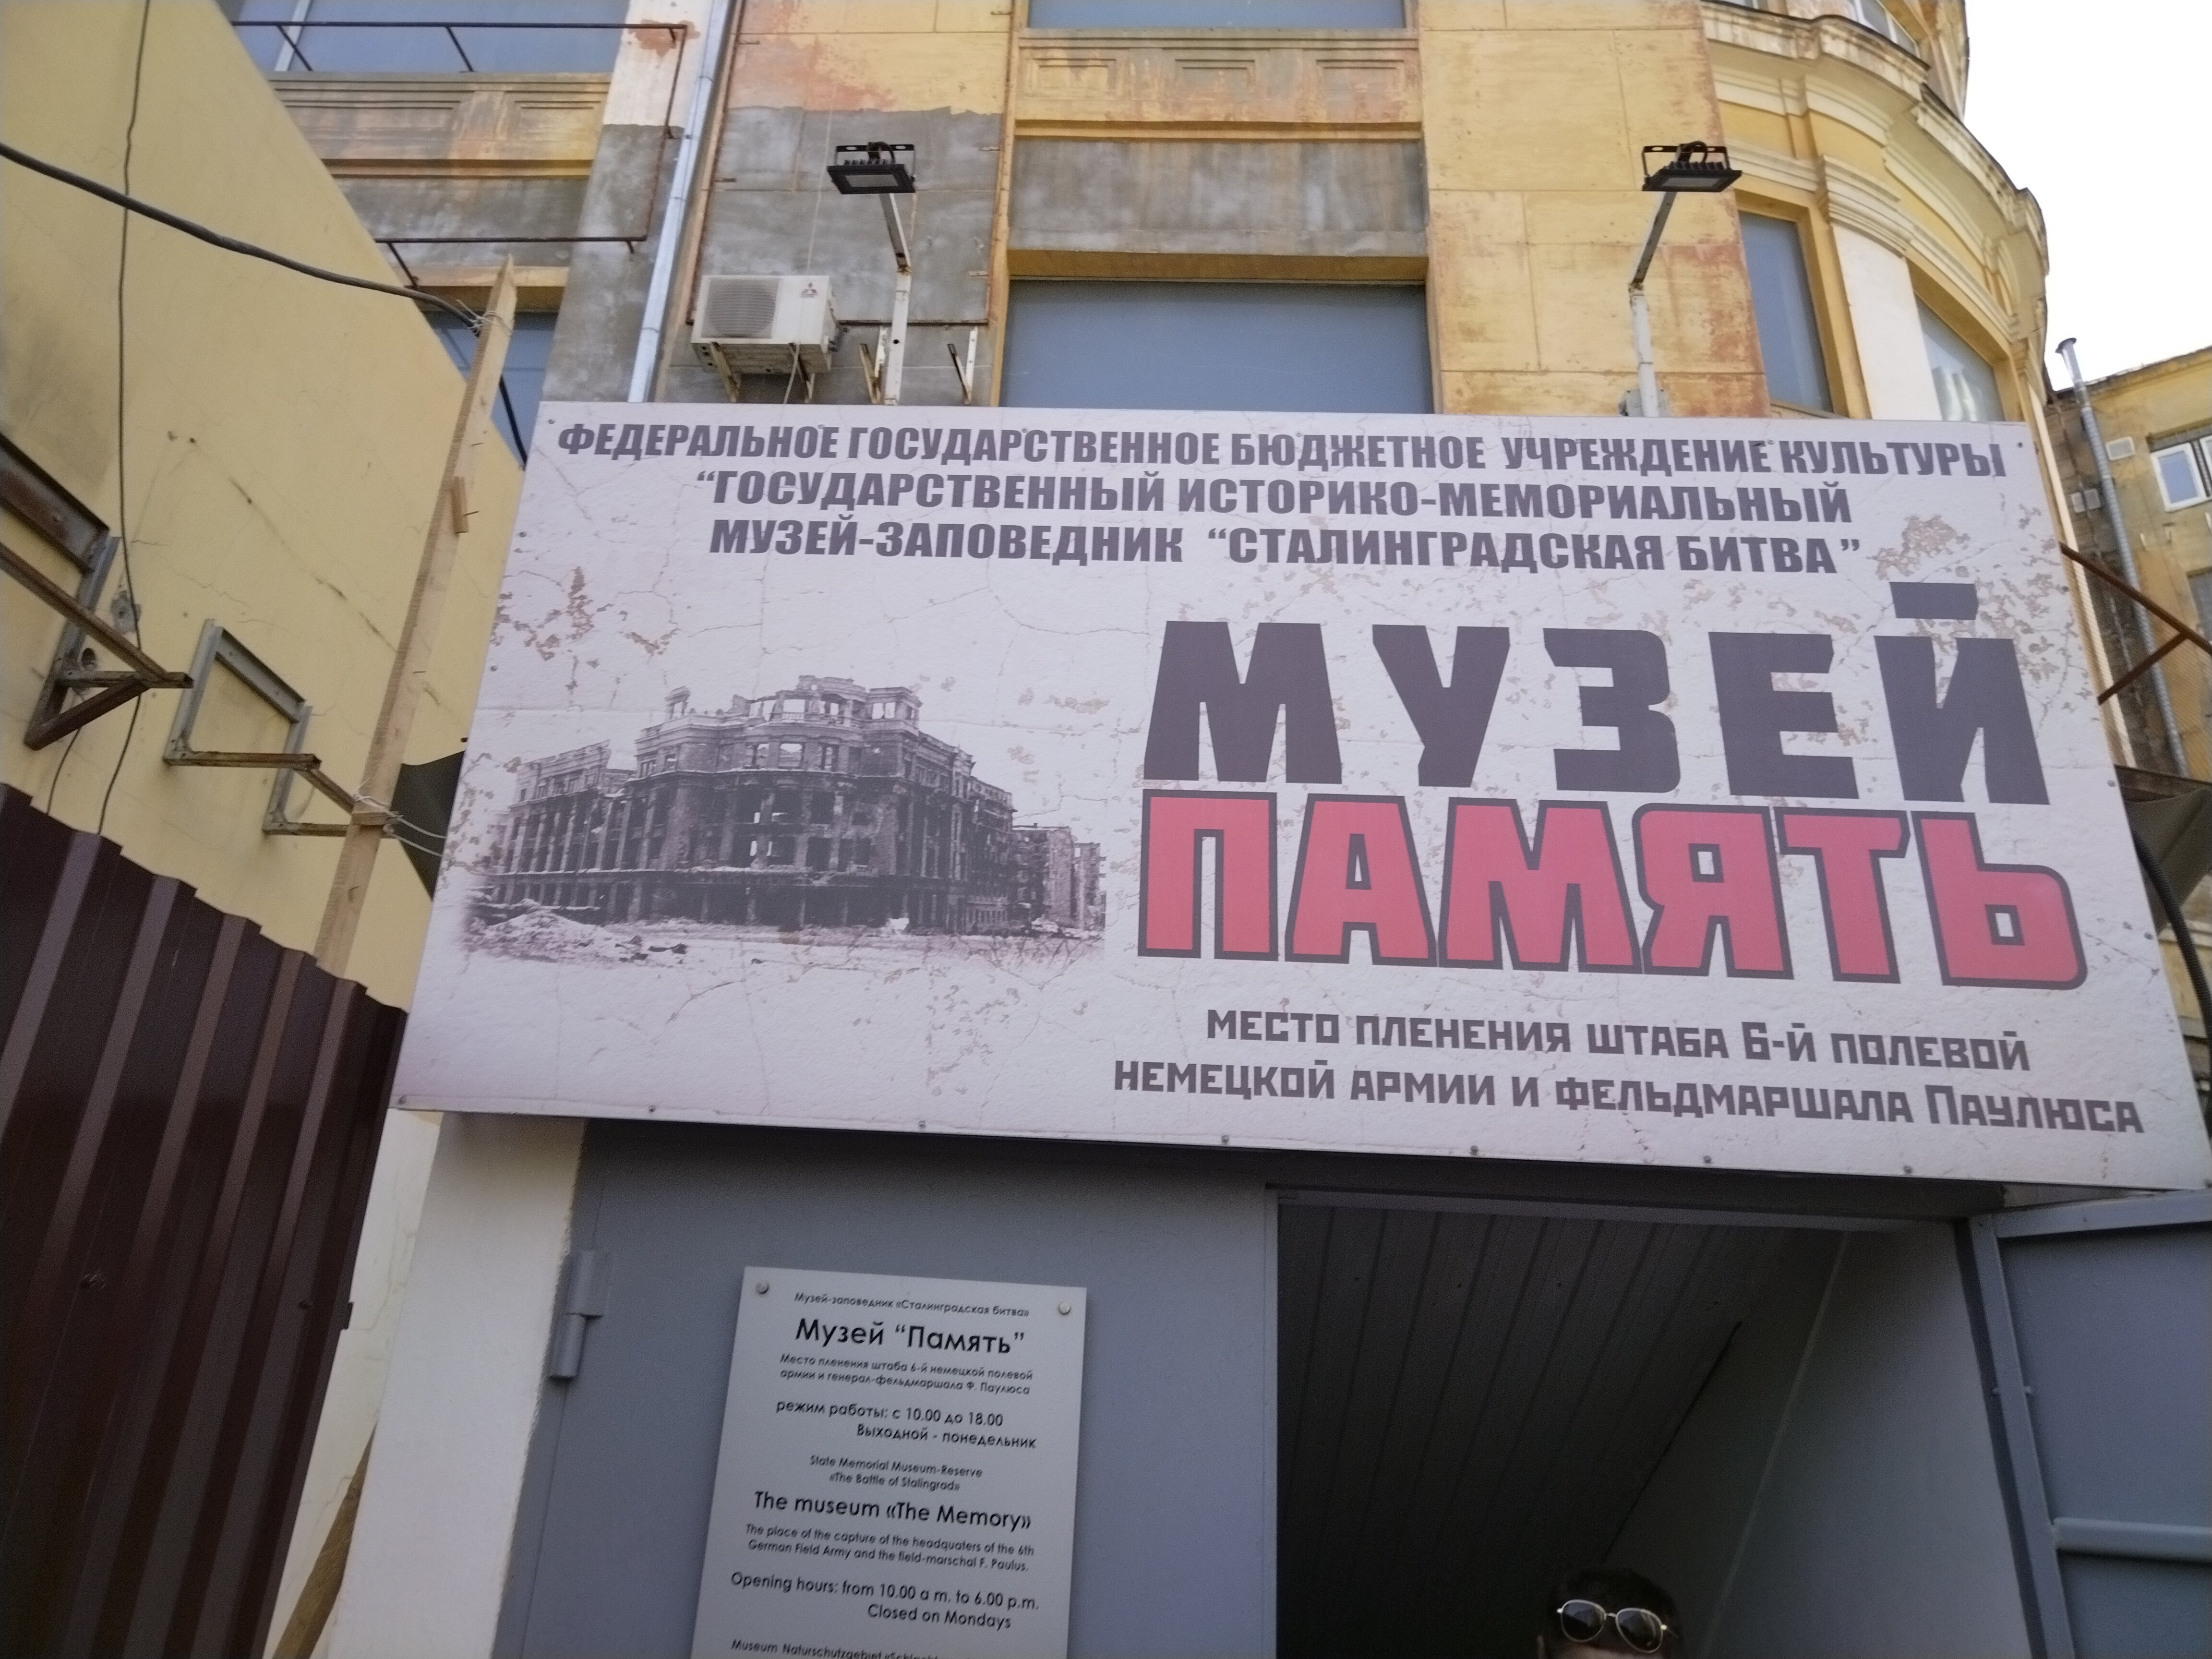 ФЕДЕРАЛЬНОЕ ГОСУДАРСТВЕННОЕ БЮДЖЕТНОЕ УЧРЕЖДЕНИЕ КУЛЬТУРЫ
“ГОСУДАРСТВЕННЫЙ ИСТОРИКО-МЕМОРИАЛЬНЫЙ
МУЗЕЙ-ЗАПОВЕДНИК “СТАЛИНГРАДСКАЯ БИТВА”
МУЗЕЙ
ПАМЯТЬ
МЕСТО ПЛЕНЕНИЯ ШТАБА 6-Й ПОЛЕВОЙ
НЕМЕЦКОЙ АРМИИ И ФЕЛЬДМАРШАЛА ПАУЛЮСА
Музей-заповедник «Сталинградская битва»
Музей “Память”
Место пленения штаба 6-й немецкой полевой
армии и генерал-фельдмаршала Ф. Паулюса
режим работы: с 10.00 до 18.00
Выходной - понедельник
State Memorial Museum-Reserve
«The Battle of Stalingrad»
The museum «The Memory»
The place of the capture of the headquaters of the 6th
German Field Army and the field-marschal F. Paulus.
Opening hours: from 10.00 a m. to 6.00 p.m.
Closed on Mondays
Museum Naturschutzgebiet